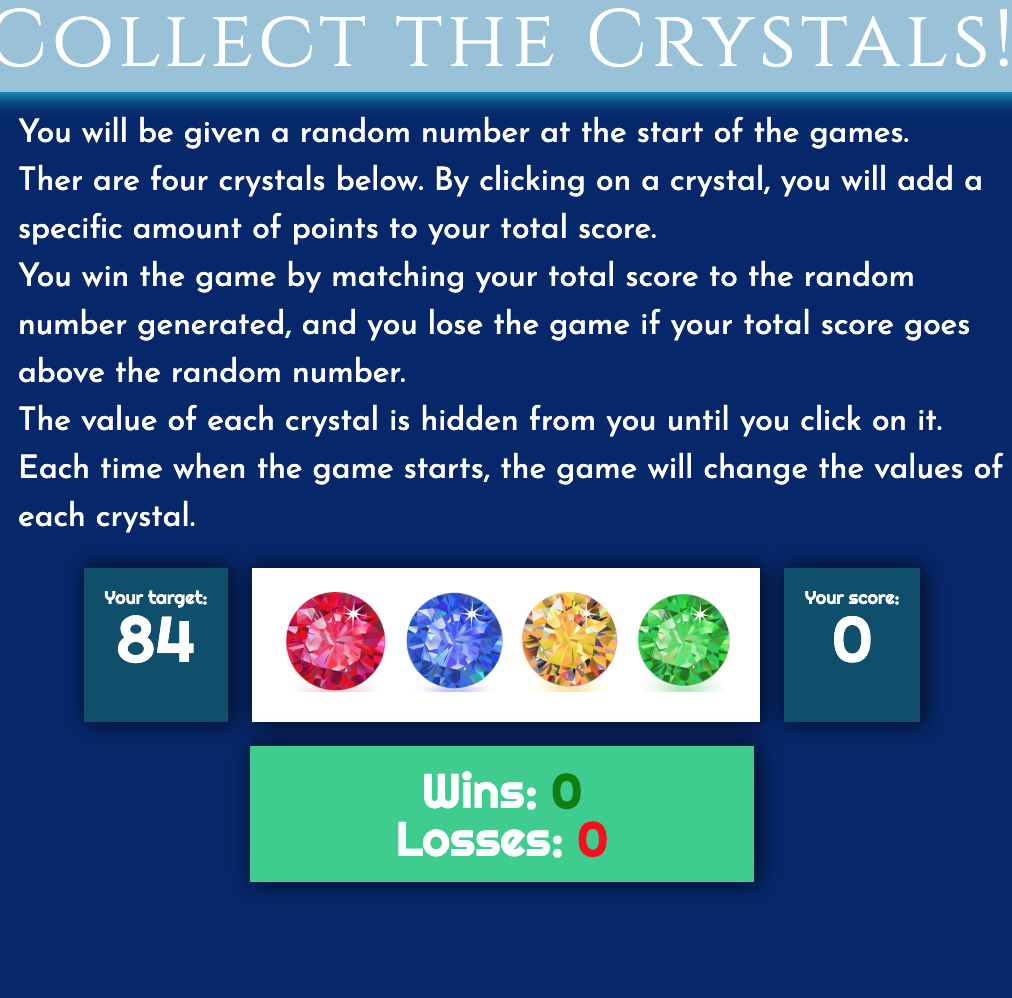 Collect the Crystals!
You will be given a random number at the start of the games.
Ther are four crystals below. By clicking on a crystal, you will add a
specific amount of points to your total score.
You win the game by matching your total score to the random
number generated, and you lose the game if your total score goes
above the random number.
The value of each crystal is hidden from you until you click on it.
Each time when the game starts, the game will change the values of
each crystal.
Your target:
84
Your score:
0
Wins: 0
Losses: 0